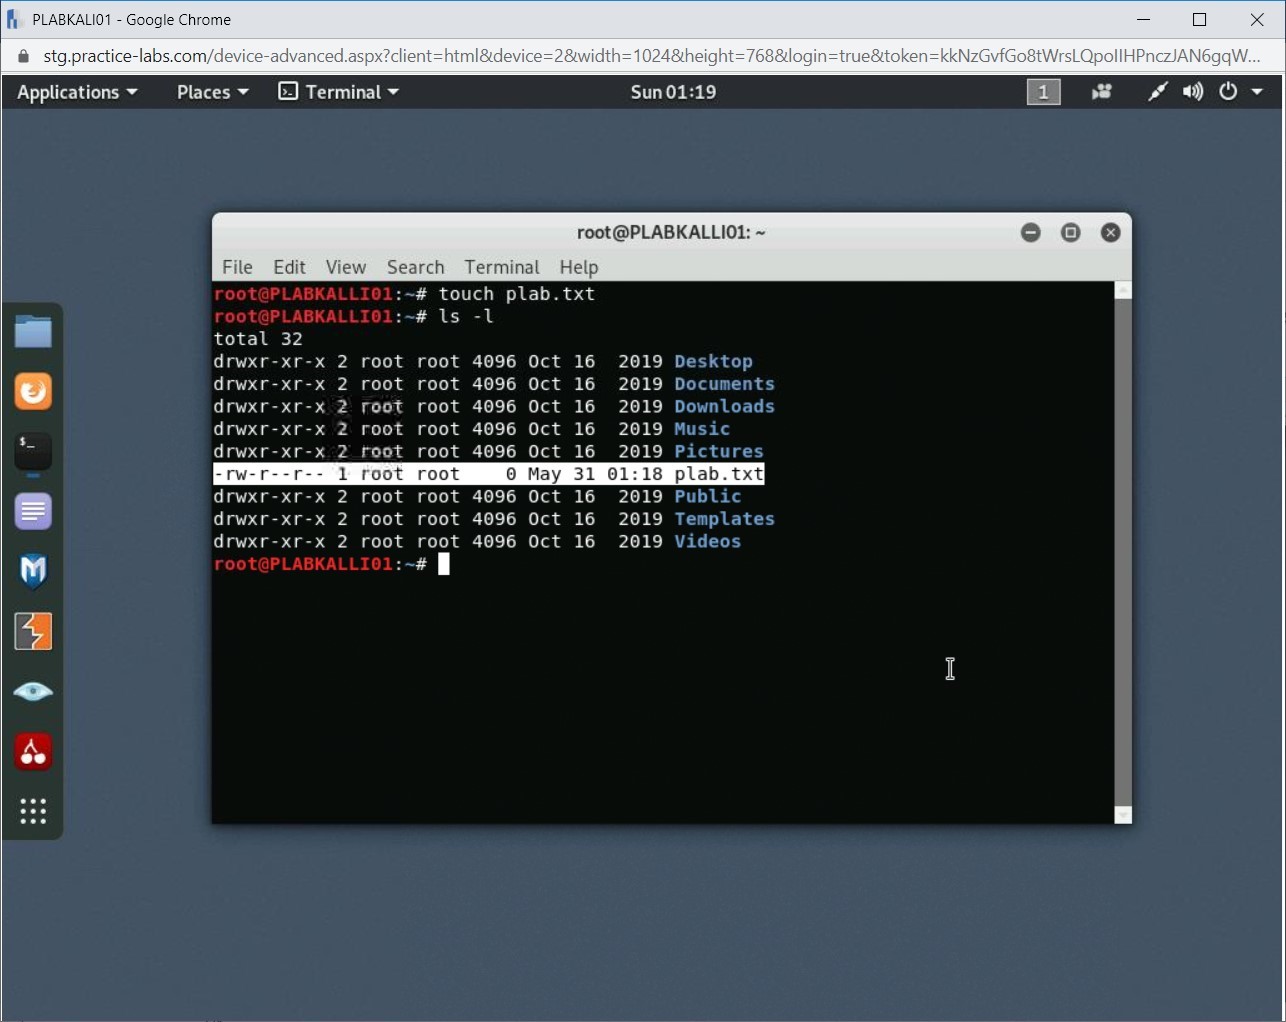 PLABKALI01 - Google Chrome
stg.practice-labs.com/device-advanced.aspx?client=html&device=2&width=1024&height=768&login=true&token=kkNzGvfGo8tWrsLQpoIIHPnczJAN6gqW...
Applications Places Terminal Sun 01:19 1
root@PLABKALLI01: ~
File Edit View Search Terminal Help
root@PLABKALLI01:~# touch plab.txt
root@PLABKALLI01:~# ls -l
total 32
drwxr-xr-x 2 root root 4096 Oct 16  2019 Desktop
drwxr-xr-x 2 root root 4096 Oct 16  2019 Documents
drwxr-xr-x 2 root root 4096 Oct 16  2019 Downloads
drwxr-xr-x 2 root root 4096 Oct 16  2019 Music
drwxr-xr-x 2 root root 4096 Oct 16  2019 Pictures
-rw-r--r-- 1 root root    0 May 31 01:18 plab.txt
drwxr-xr-x 2 root root 4096 Oct 16  2019 Public
drwxr-xr-x 2 root root 4096 Oct 16  2019 Templates
drwxr-xr-x 2 root root 4096 Oct 16  2019 Videos
root@PLABKALLI01:~#